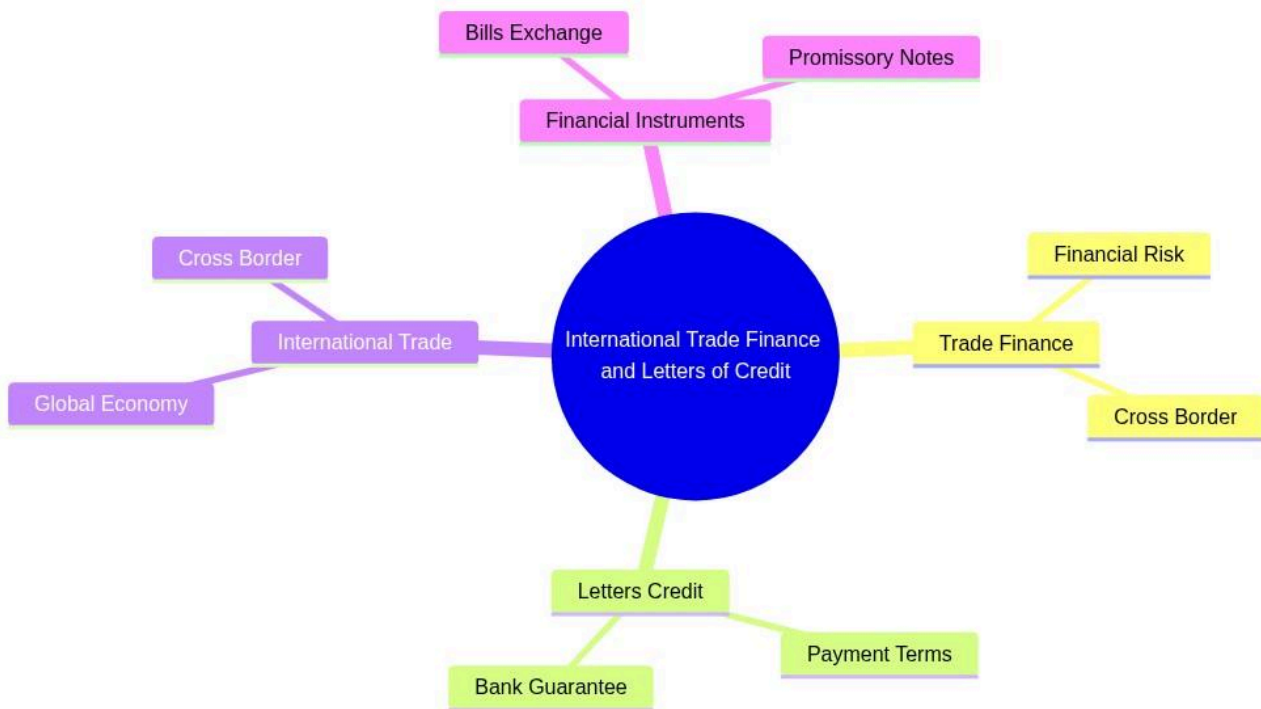 Bills Exchange
Promissory Notes
Financial Instruments
Cross Border
Financial Risk
International Trade
International Trade Finance
and Letters of Credit
Trade Finance
Global Economy
Cross Border
Letters Credit
Payment Terms
Bank Guarantee